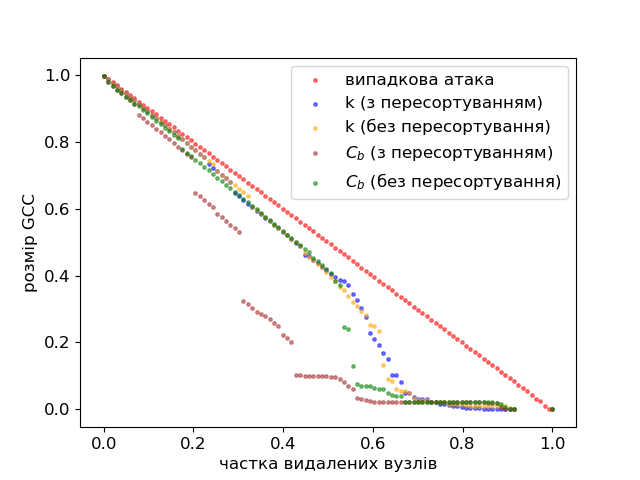 випадкова атака
k (з пересортуванням)
k (без пересортування)
C_b (з пересортуванням)
C_b (без пересортування)
розмір GCC
1.0
0.8
0.6
0.4
0.2
0.0
0.0 0.2 0.4 0.6 0.8 1.0
частка видалених вузлів